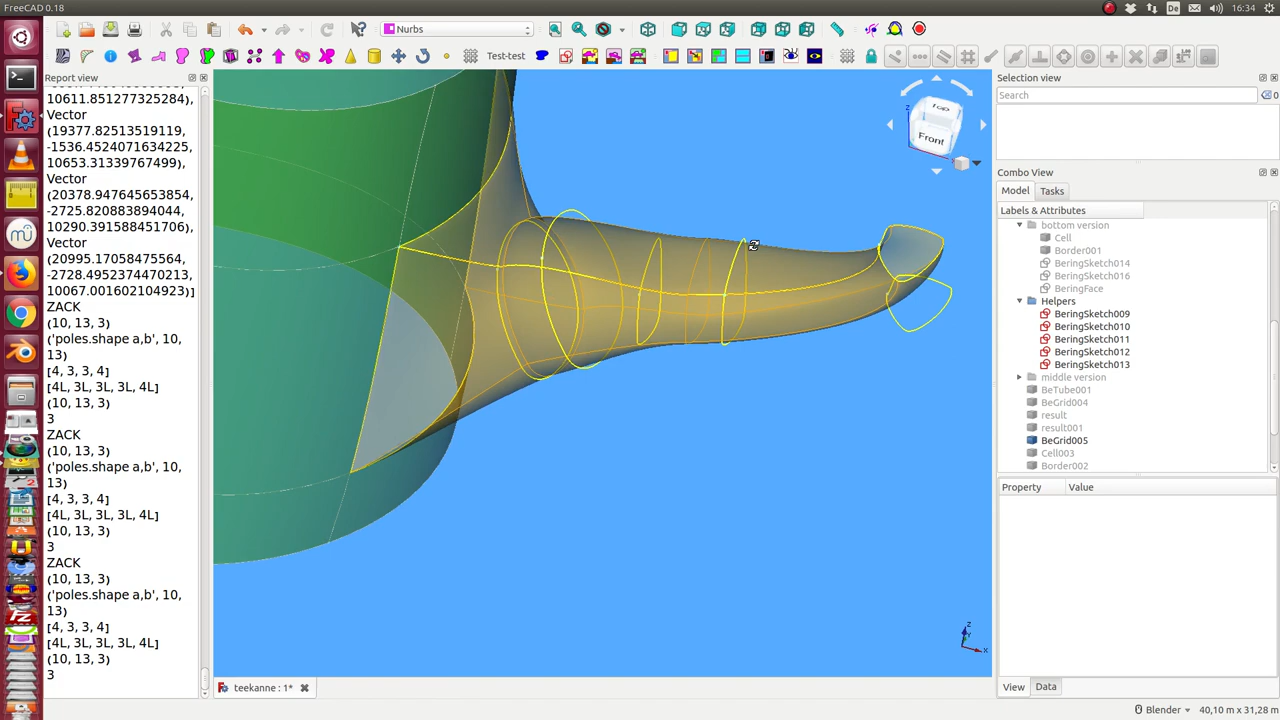 FreeCAD 0.18
De
16:34
Nurbs
Test-test
Report view
10611.851277325284),
Vector
(19377.82513519119,
-1536.4524071634225,
10653.31339767499),
Vector
(20378.947645653854,
-2725.820883894044,
10290.391588451706),
Vector
(20995.15057458479,
-2728.4952374470213,
10067.001602104923)]
ZACK
(10, 13, 3)
('poles.shape a,b', 10,
13)
[4, 3, 3, 4]
[4L, 3L, 3L, 3L, 4L]
(10, 13, 3)
3
ZACK
(10, 13, 3)
('poles.shape a,b', 10,
13)
[4, 3, 3, 4]
[4L, 3L, 3L, 3L, 4L]
(10, 13, 3)
3
ZACK
(10, 13, 3)
('poles.shape a,b', 10,
13)
[4, 3, 3, 4]
[4L, 3L, 3L, 3L, 4L]
(10, 13, 3)
3
Top
Front
Z
Z
Y
X
teekanne : 1*
Selection view
Search
0
Combo View
Model
Tasks
Labels & Attributes
bottom version
Cell
Border001
BeringSketch014
BeringSketch016
BeringFace
Helpers
BeringSketch009
BeringSketch010
BeringSketch011
BeringSketch012
BeringSketch013
middle version
BeTube001
BeGrid004
result
result001
BeGrid005
Cell003
Border002
Property
Value
View
Data
Blender
40,10 m x 31,28 m